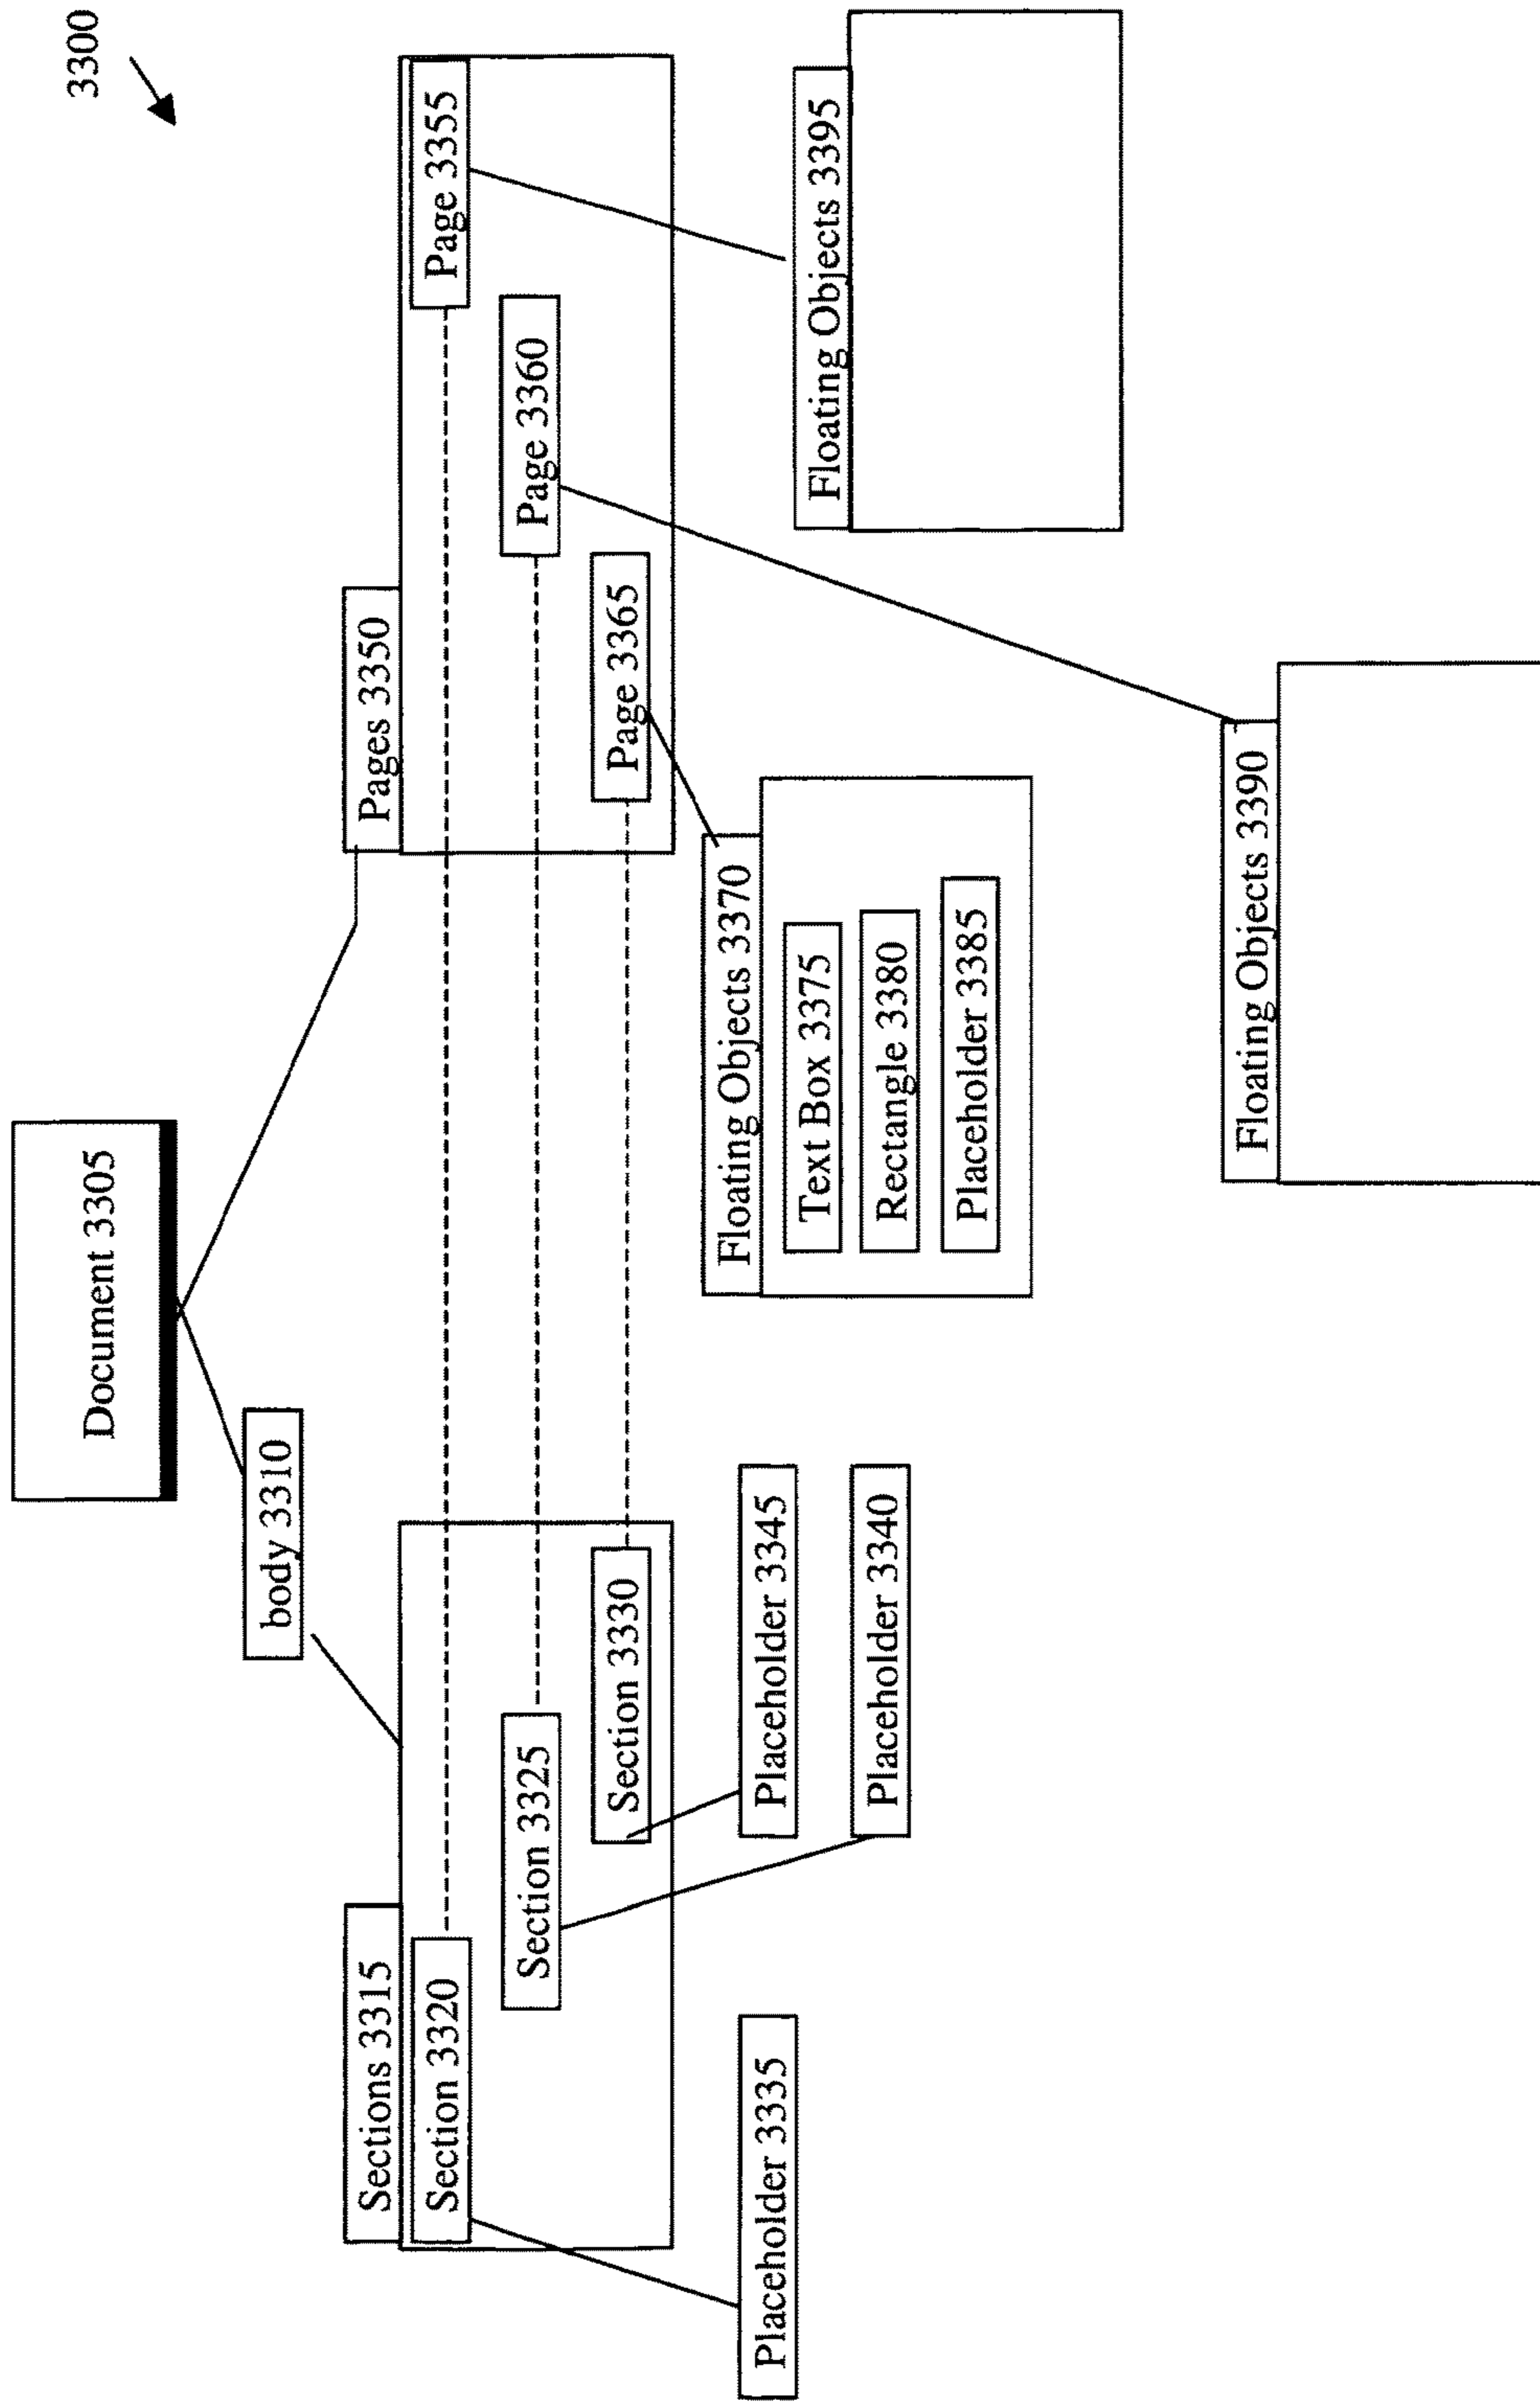 3300
Document 3305
body 3310
Sections 3315
Section 3320
Section 3325
Section 3330
Placeholder 3335
Placeholder 3345
Placeholder 3340
Pages 3350
Page 3355
Page 3360
Page 3365
Floating Objects 3370
Text Box 3375
Rectangle 3380
Placeholder 3385
Floating Objects 3395
Floating Objects 3390